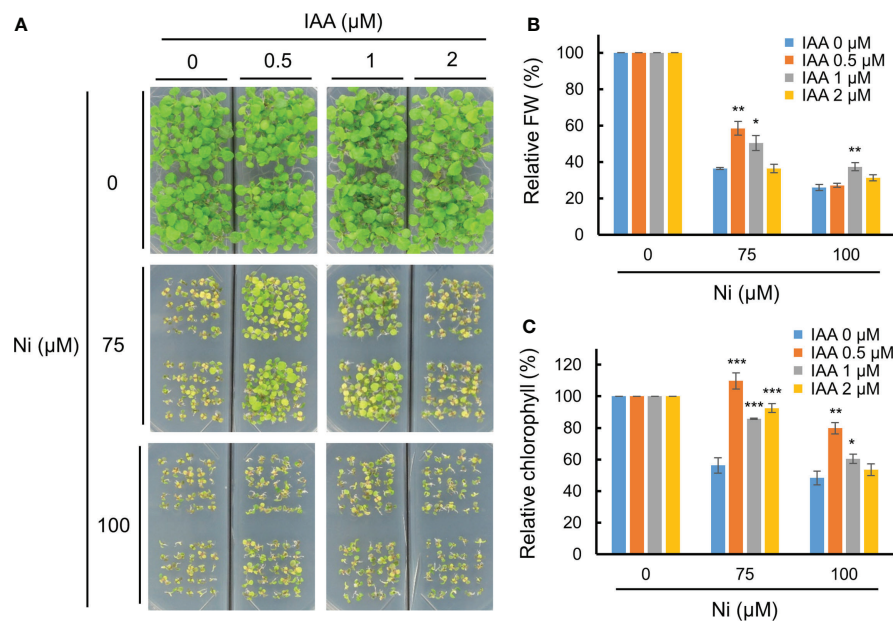 A
IAA (µM)
0
0.5
1
2
Ni (µM)
0
75
100
B
Relative FW (%)
100
80
60
40
20
0
IAA 0 µM
IAA 0.5 µM
IAA 1 µM
IAA 2 µM
**
*
**
0
75
100
Ni (µM)
C
Relative chlorophyll (%)
120
100
80
60
40
20
0
IAA 0 µM
IAA 0.5 µM
IAA 1 µM
IAA 2 µM
***
***
***
**
*
0
75
100
Ni (µM)